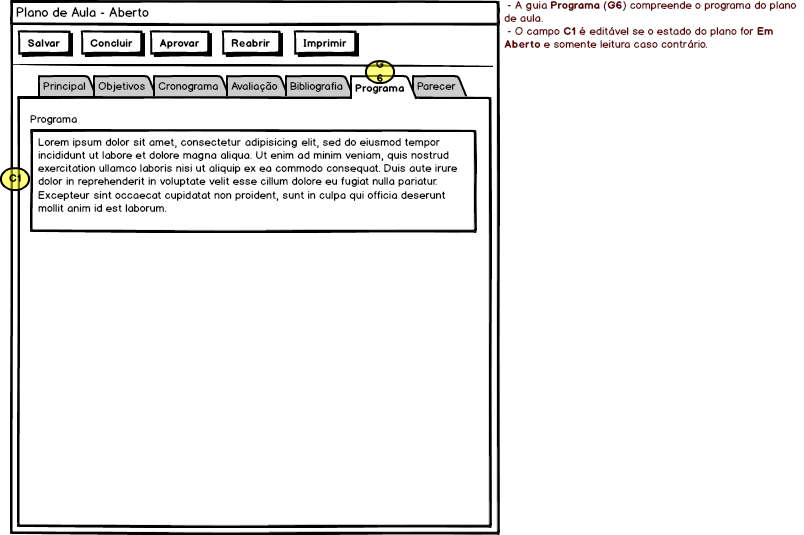 Plano de Aula - Aberto
Salvar Concluir Aprovar Reabrir Imprimir
G
6
Principal Objetivos Cronograma Avaliação Bibliografia Programa Parecer
Programa
C1
Lorem ipsum dolor sit amet, consectetur adipisicing elit, sed do eiusmod tempor
incididunt ut labore et dolore magna aliqua. Ut enim ad minim veniam, quis nostrud
exercitation ullamco laboris nisi ut aliquip ex ea commodo consequat. Duis aute irure
dolor in reprehenderit in voluptate velit esse cillum dolore eu fugiat nulla pariatur.
Excepteur sint occaecat cupidatat non proident, sunt in culpa qui officia deserunt
mollit anim id est laborum.
- A guia Programa (G6) compreende o programa do plano
de aula.
- O campo C1 é editável se o estado do plano for Em
Aberto e somente leitura caso contrário.